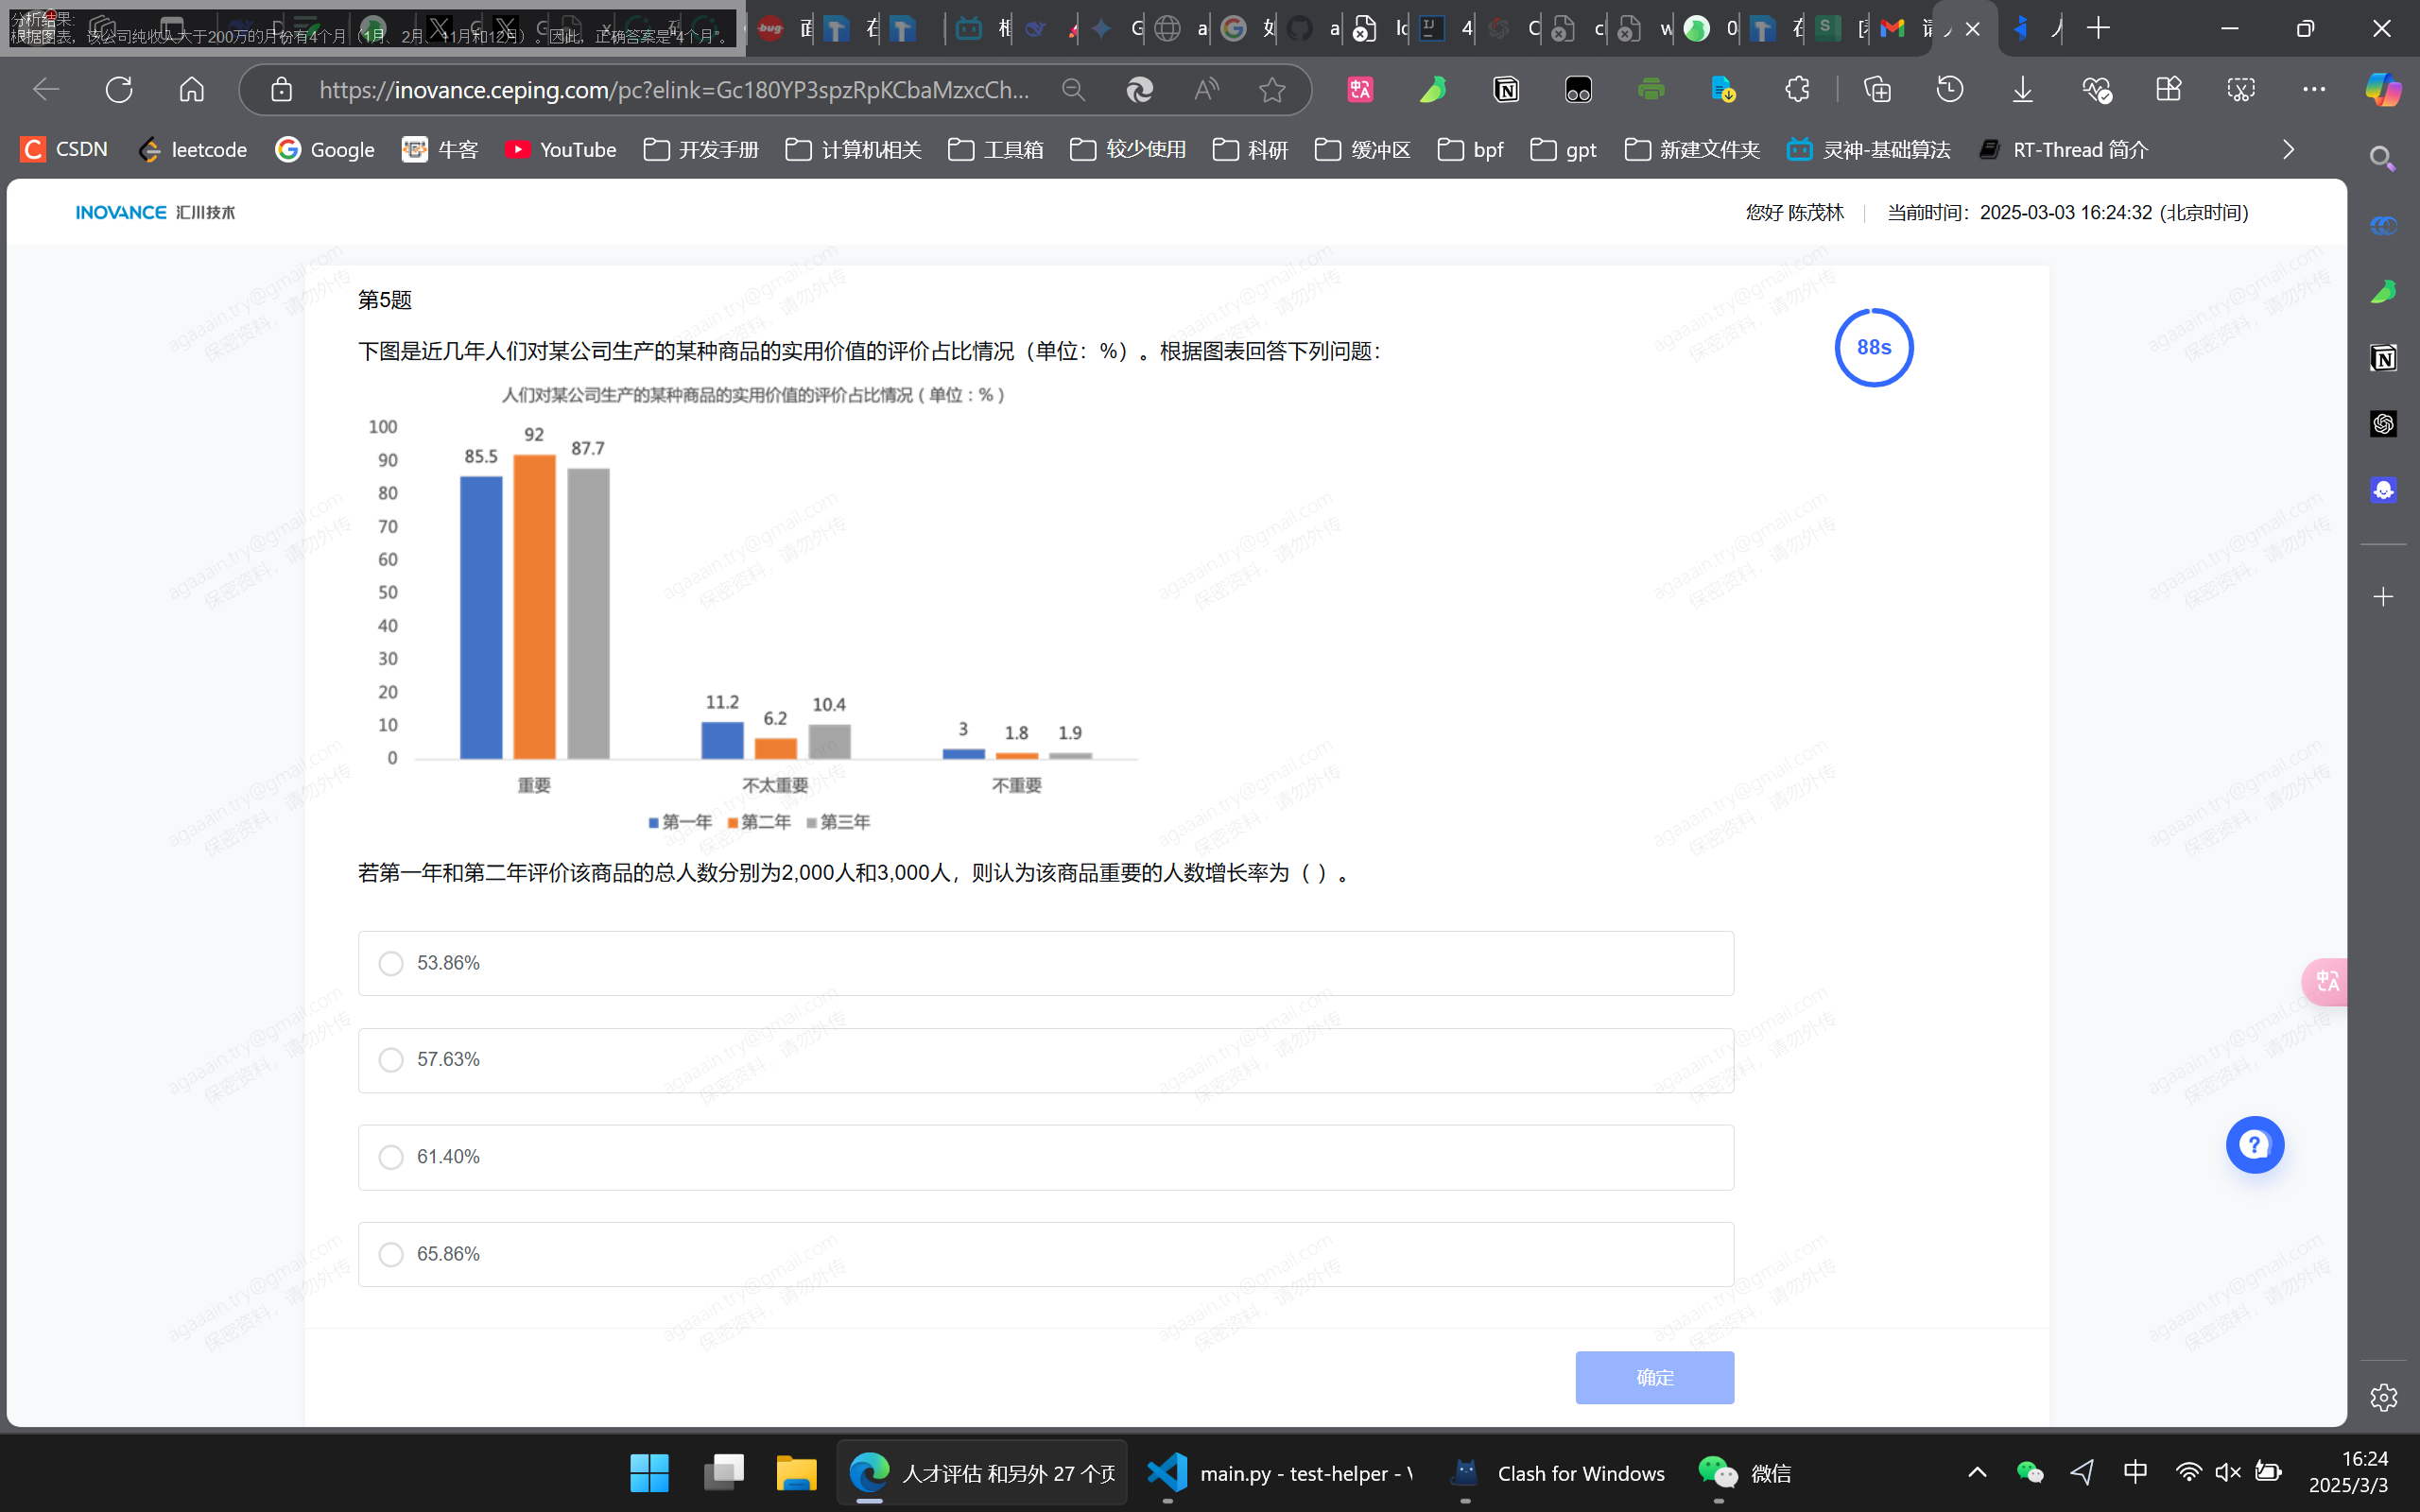 分析结果:
根据图表，该公司纯收入大于200万的月份有4个月（1月、2月、11月和12月）。因此，正确答案是“4个月”。
https://inovance.ceping.com/pc?elink=Gc180YP3spzRpKCbaMzxcCh...
CSDN leetcode Google 牛客 YouTube 开发手册 计算机相关 工具箱 较少使用 科研 缓冲区 bpf gpt 新建文件夹 灵神-基础算法 RT-Thread 简介
INOVANCE 汇川技术
您好 陈茂林 当前时间：2025-03-03 16:24:32 (北京时间)
第5题
88s
下图是近几年人们对某公司生产的某种商品的实用价值的评价占比情况（单位：%）。根据图表回答下列问题：
人们对某公司生产的某种商品的实用价值的评价占比情况（单位：%）
100
90
80
70
60
50
40
30
20
10
0
85.5 92 87.7
11.2 6.2 10.4
3 1.8 1.9
重要 不太重要 不重要
第一年 第二年 第三年
若第一年和第二年评价该商品的总人数分别为2,000人和3,000人，则认为该商品重要的人数增长率为（ ）。
53.86%
57.63%
61.40%
65.86%
确定
agaaain.try@gmail.com
保密资料，请勿外传
人才评估 和另外 27 个页
main.py - test-helper - V
Clash for Windows
微信
中
16:24
2025/3/3